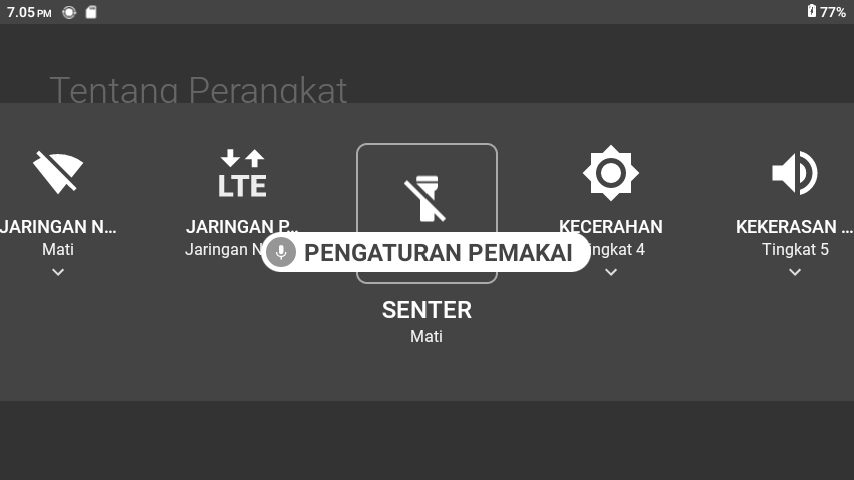 7.05 PM
77%
Tentang Perangkat
LTE
JARINGAN N...
JARINGAN P...
KECERAHAN
KEKERASAN ...
Mati
Jaringan N
ingkat 4
Tingkat 5
PENGATURAN PEMAKAI
SENTER
Mati